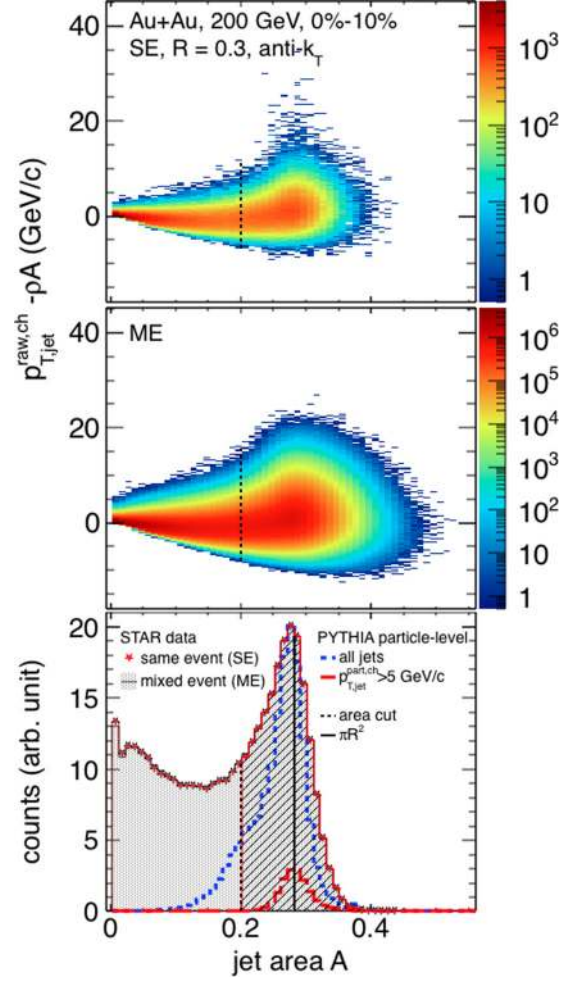 Au+Au, 200 GeV, 0%-10%
SE, R = 0.3, anti-k_T
40
20
0
10^3
10^2
10
1
p_{T,jet}^{raw,ch} -ρA (GeV/c)
ME
40
20
0
10^6
10^5
10^4
10^3
10^2
10
1
STAR data
same event (SE)
mixed event (ME)
PYTHIA particle-level
all jets
p_{T,jet}^{part,ch}>5 GeV/c
area cut
πR^2
counts (arb. unit)
20
15
10
5
0
0 0.2 0.4
jet area A